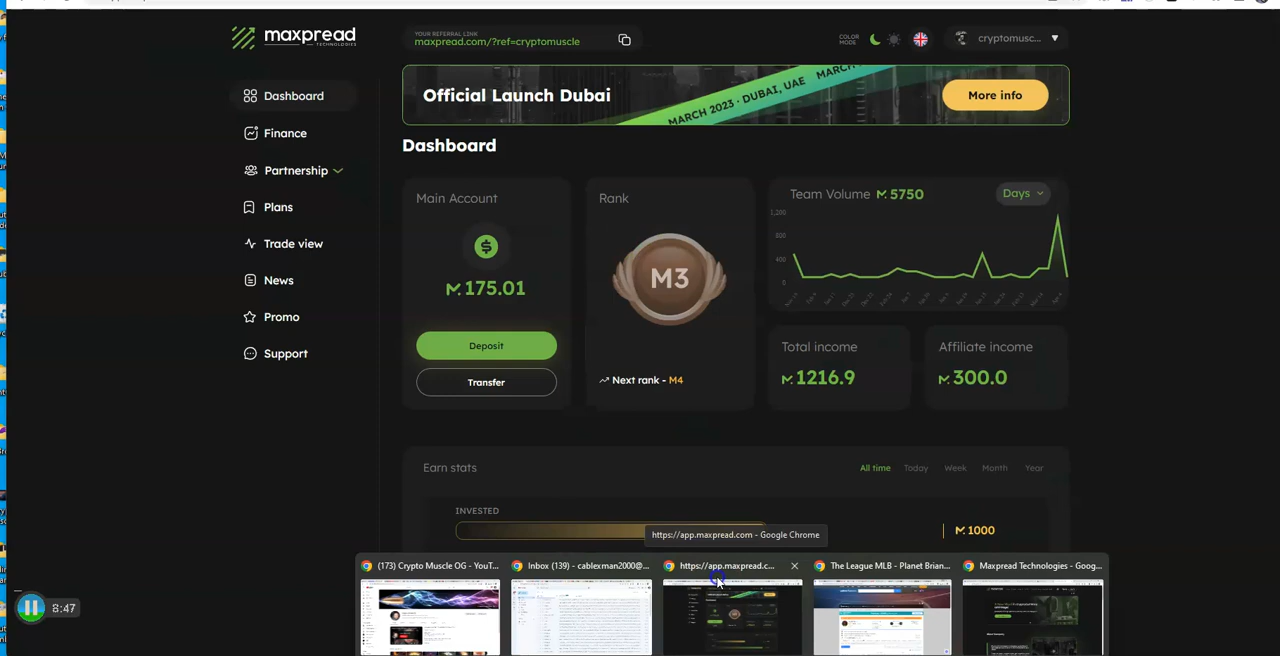 maxpread
TECHNOLOGIES
YOUR REFERRAL LINK
maxpread.com/?ref=cryptomuscle
COLOR
MODE
cryptomusc...
Dashboard
Finance
Partnership
Plans
Trade view
News
Promo
Support
Official Launch Dubai
MARCH 2023 · DUBAI, UAE
MARCH
More info
Dashboard
Main Account
175.01
Deposit
Transfer
Rank
M3
Next rank - M4
Team Volume 5750
Days
1,200
800
400
0
Total income
1216.9
Affiliate income
300.0
Earn stats
All time Today Week Month Year
INVESTED
1000
https://app.maxpread.com - Google Chrome
(173) Crypto Muscle OG - YouT...
Inbox (139) - cablexman2000@...
https://app.maxpread.c...
The League MLB - Planet Brian...
Maxpread Technologies - Goog...
8:47